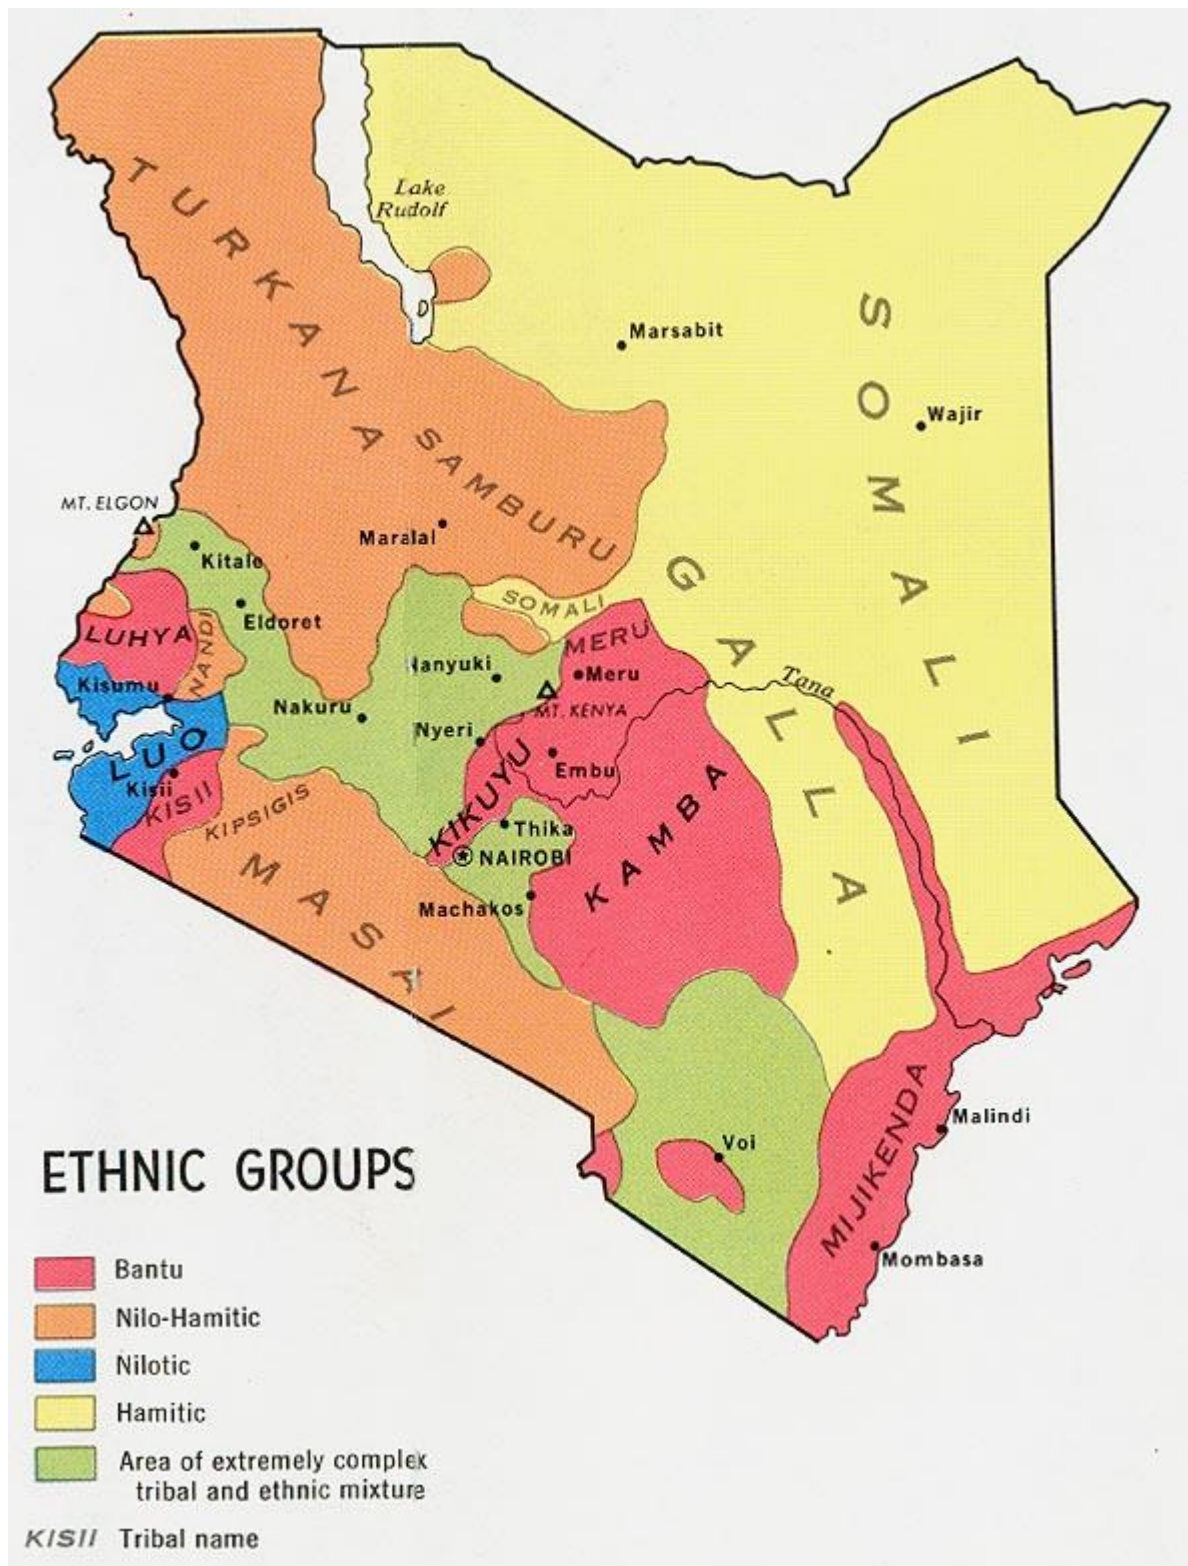 Lake
Rudolf
TURKANA
Marsabit
SOMALI
Wajir
SAMBURU
MT. ELGON
Maralal
Kitale
GALLA
SOMALI
Eldoret
LUHYA
NANDI
MERU
Nanyuki
Meru
Tana
Kisumu
MT. KENYA
Nakuru
Nyeri
LUO
Embu
Kisii
KISII
KIKUYU
KAMBA
KIPSIGIS
Thika
NAIROBI
MASAI
Machakos
MIJIKENDA
Malindi
Voi
Mombasa
ETHNIC GROUPS
Bantu
Nilo-Hamitic
Nilotic
Hamitic
Area of extremely complex
tribal and ethnic mixture
KISII Tribal name